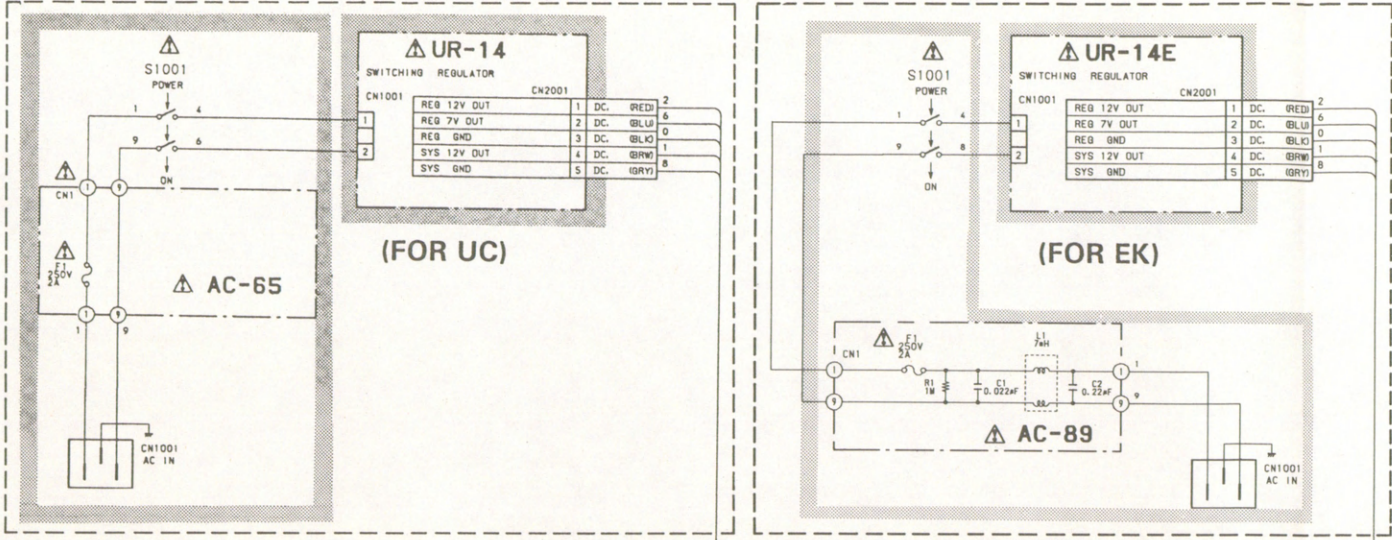 S1001
POWER
1 4
9 6
ON
CN1
1 9
F1
250V
2A
AC-65
1 9
1 9
CN1001
AC IN
UR-14
SWITCHING REGULATOR
CN1001
CN2001
1
2
REG 12V OUT 1 DC. (RED) 2
REG 7V OUT 2 DC. (BLU) 6
REG GND 3 DC. (BLK) 0
SYS 12V OUT 4 DC. (BRW) 1
SYS GND 5 DC. (GRY) 8
(FOR UC)
S1001
POWER
1 4
9 8
ON
UR-14E
SWITCHING REGULATOR
CN1001
CN2001
1
2
REG 12V OUT 1 DC. (RED) 2
REG 7V OUT 2 DC. (BLU) 6
REG GND 3 DC. (BLK) 0
SYS 12V OUT 4 DC. (BRW) 1
SYS GND 5 DC. (GRY) 8
(FOR EK)
CN1
F1
250V
2A
L1
7mH
1 1 1
R1
1M
C1
0.022µF
C2
0.22µF
9 9 9
AC-89
CN1001
AC IN